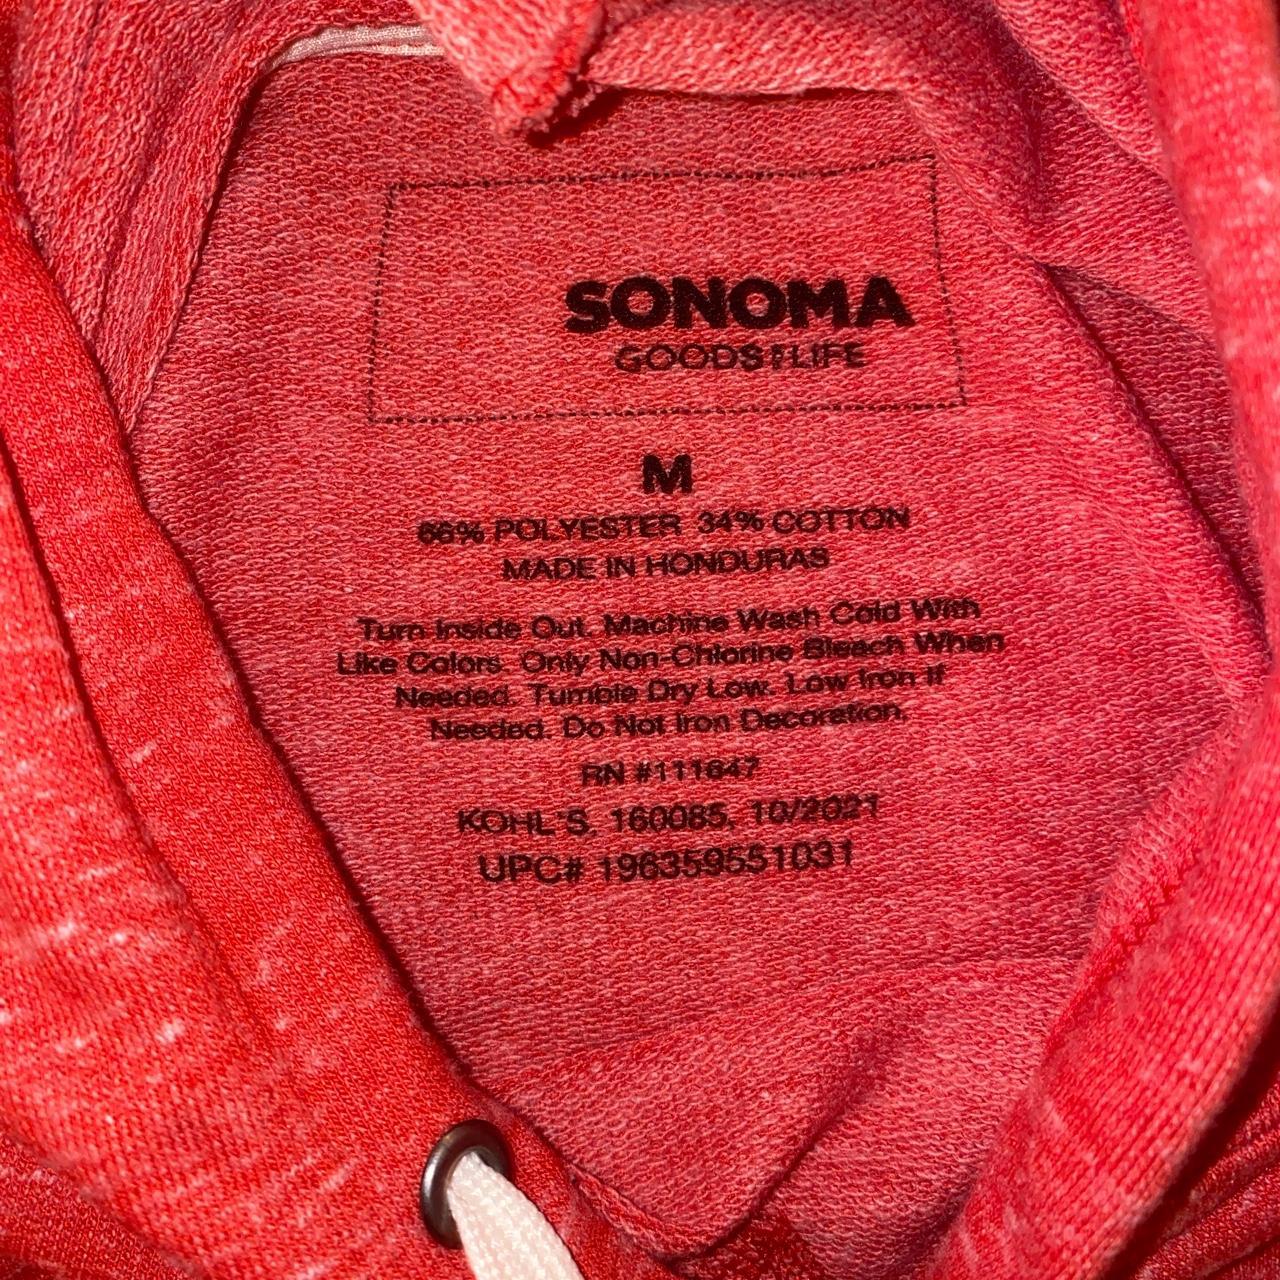 SONOMA
GOODS FOR LIFE
M
66% POLYESTER 34% COTTON
MADE IN HONDURAS
Turn Inside Out. Machine Wash Cold With
Like Colors. Only Non-Chlorine Bleach When
Needed. Tumble Dry Low. Low Iron If
Needed. Do Not Iron Decoration.
RN #111647
KOHL'S, 160085, 10/2021
UPC# 196359551031